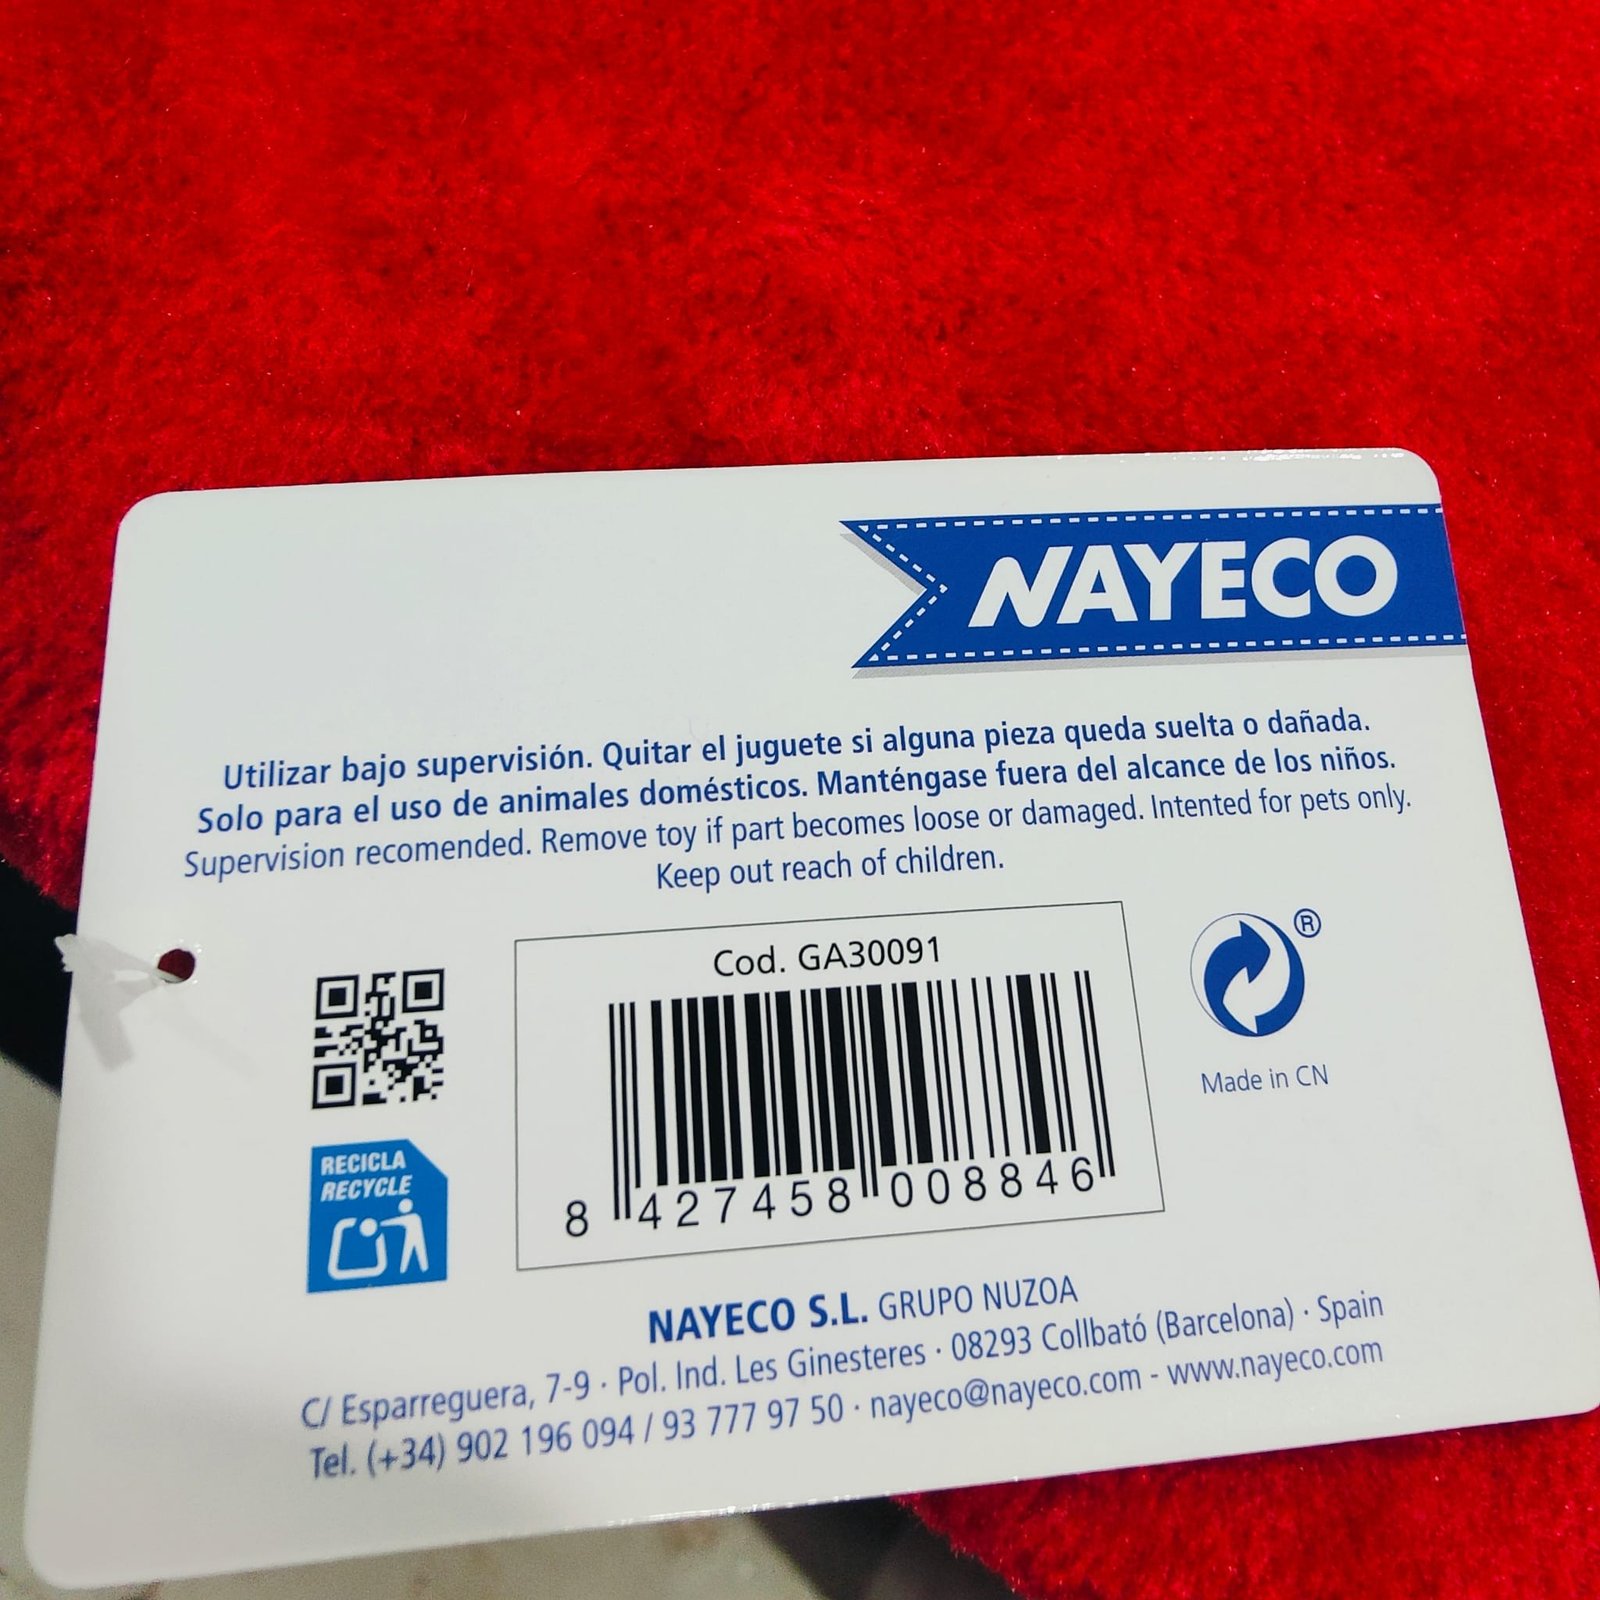 NAYECO
Utilizar bajo supervisión. Quitar el juguete si alguna pieza queda suelta o dañada.
Solo para el uso de animales domésticos. Manténgase fuera del alcance de los niños.
Supervision recomended. Remove toy if part becomes loose or damaged. Intented for pets only.
Keep out reach of children.
Cod. GA30091
8 427458 008846
®
Made in CN
RECICLA
RECYCLE
NAYECO S.L. GRUPO NUZOA
C/ Esparreguera, 7-9 · Pol. Ind. Les Ginesteres · 08293 Collbató (Barcelona) · Spain
Tel. (+34) 902 196 094 / 93 777 97 50 · nayeco@nayeco.com - www.nayeco.com